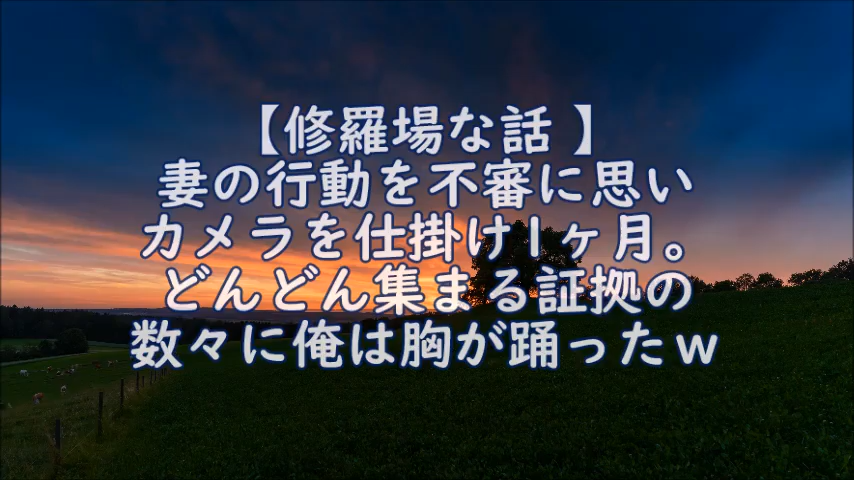 【修羅場な話 】
妻の行動を不審に思い
カメラを仕掛け1ヶ月。
どんどん集まる証拠の
数々に俺は胸が踊ったｗ